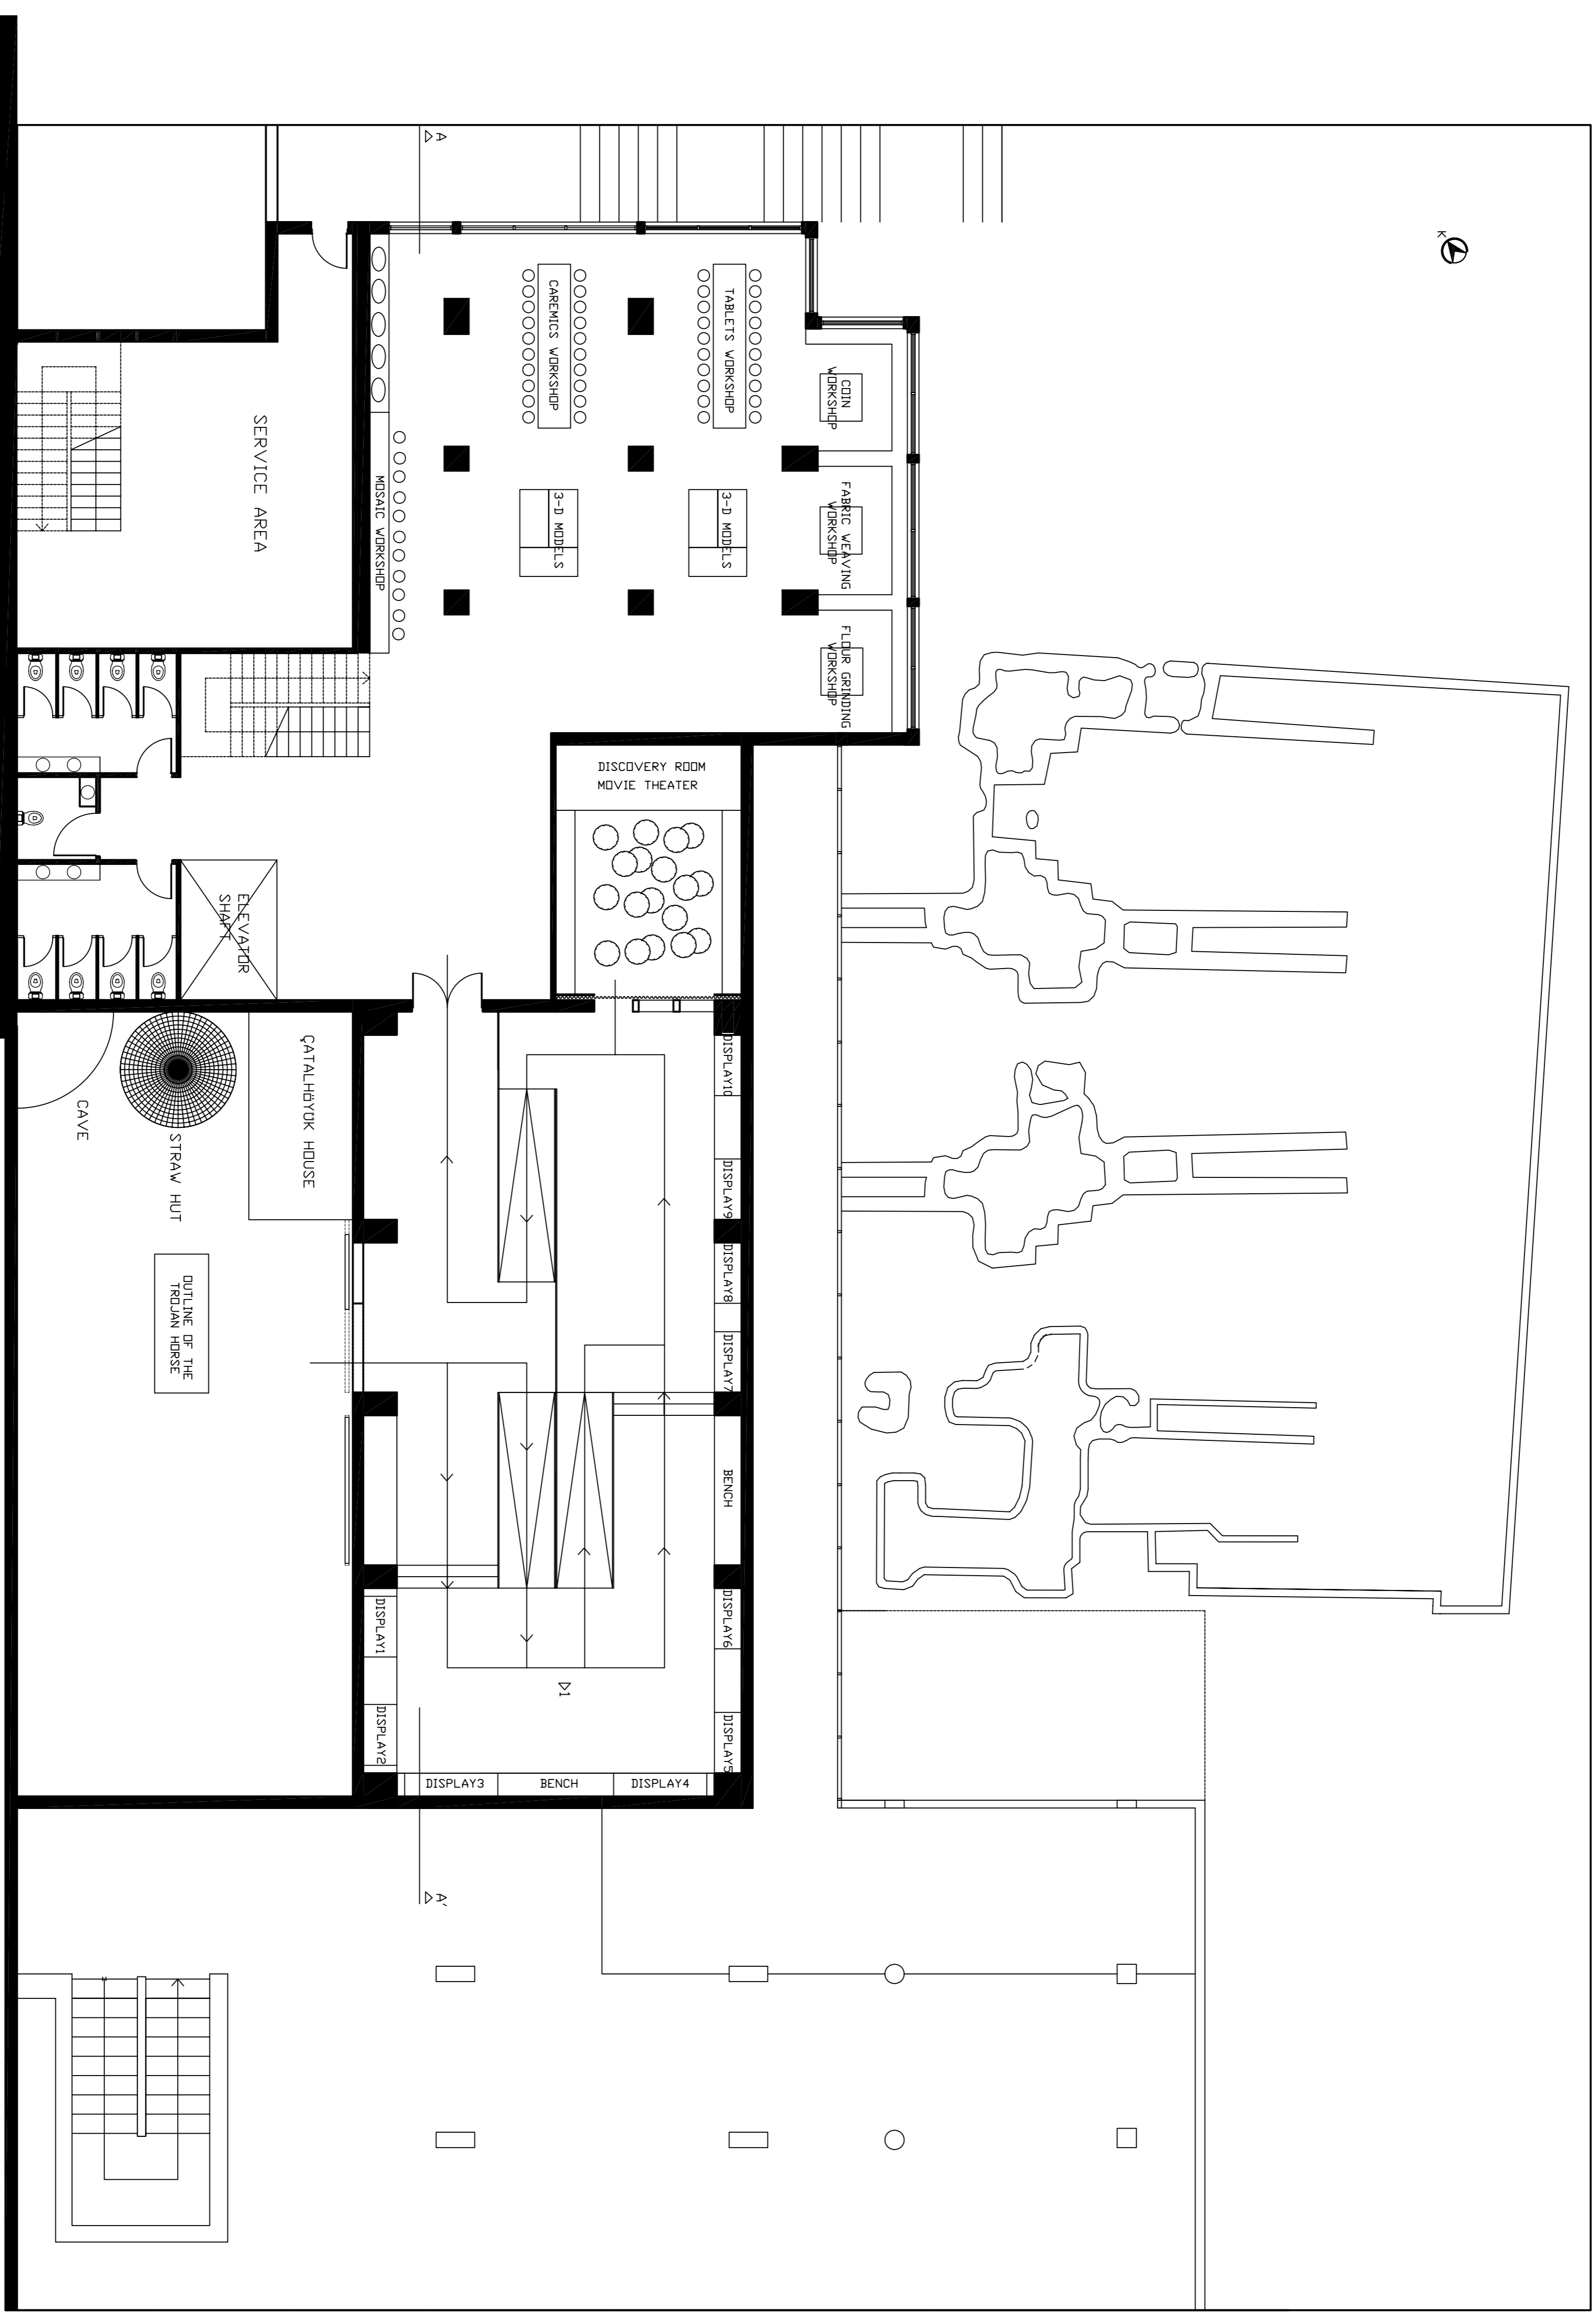 A
K
CAREMICS WORKSHOP
TABLETS WORKSHOP
COIN
WORKSHOP
SERVICE AREA
MOSAIC WORKSHOP
3-D MODELS
3-D MODELS
FABRIC WEAVING
WORKSHOP
FLOUR GRINDING
WORKSHOP
DISCOVERY ROOM
MOVIE THEATER
ELEVATOR
SHAFT
ÇATALHÖYÜK HOUSE
CAVE
STRAW HUT
OUTLINE OF THE
TROJAN HORSE
DISPLAY10
DISPLAY9
DISPLAY8
DISPLAY7
BENCH
DISPLAY6
DISPLAY5
DISPLAY1
DISPLAY2
1
DISPLAY3
BENCH
DISPLAY4
A'